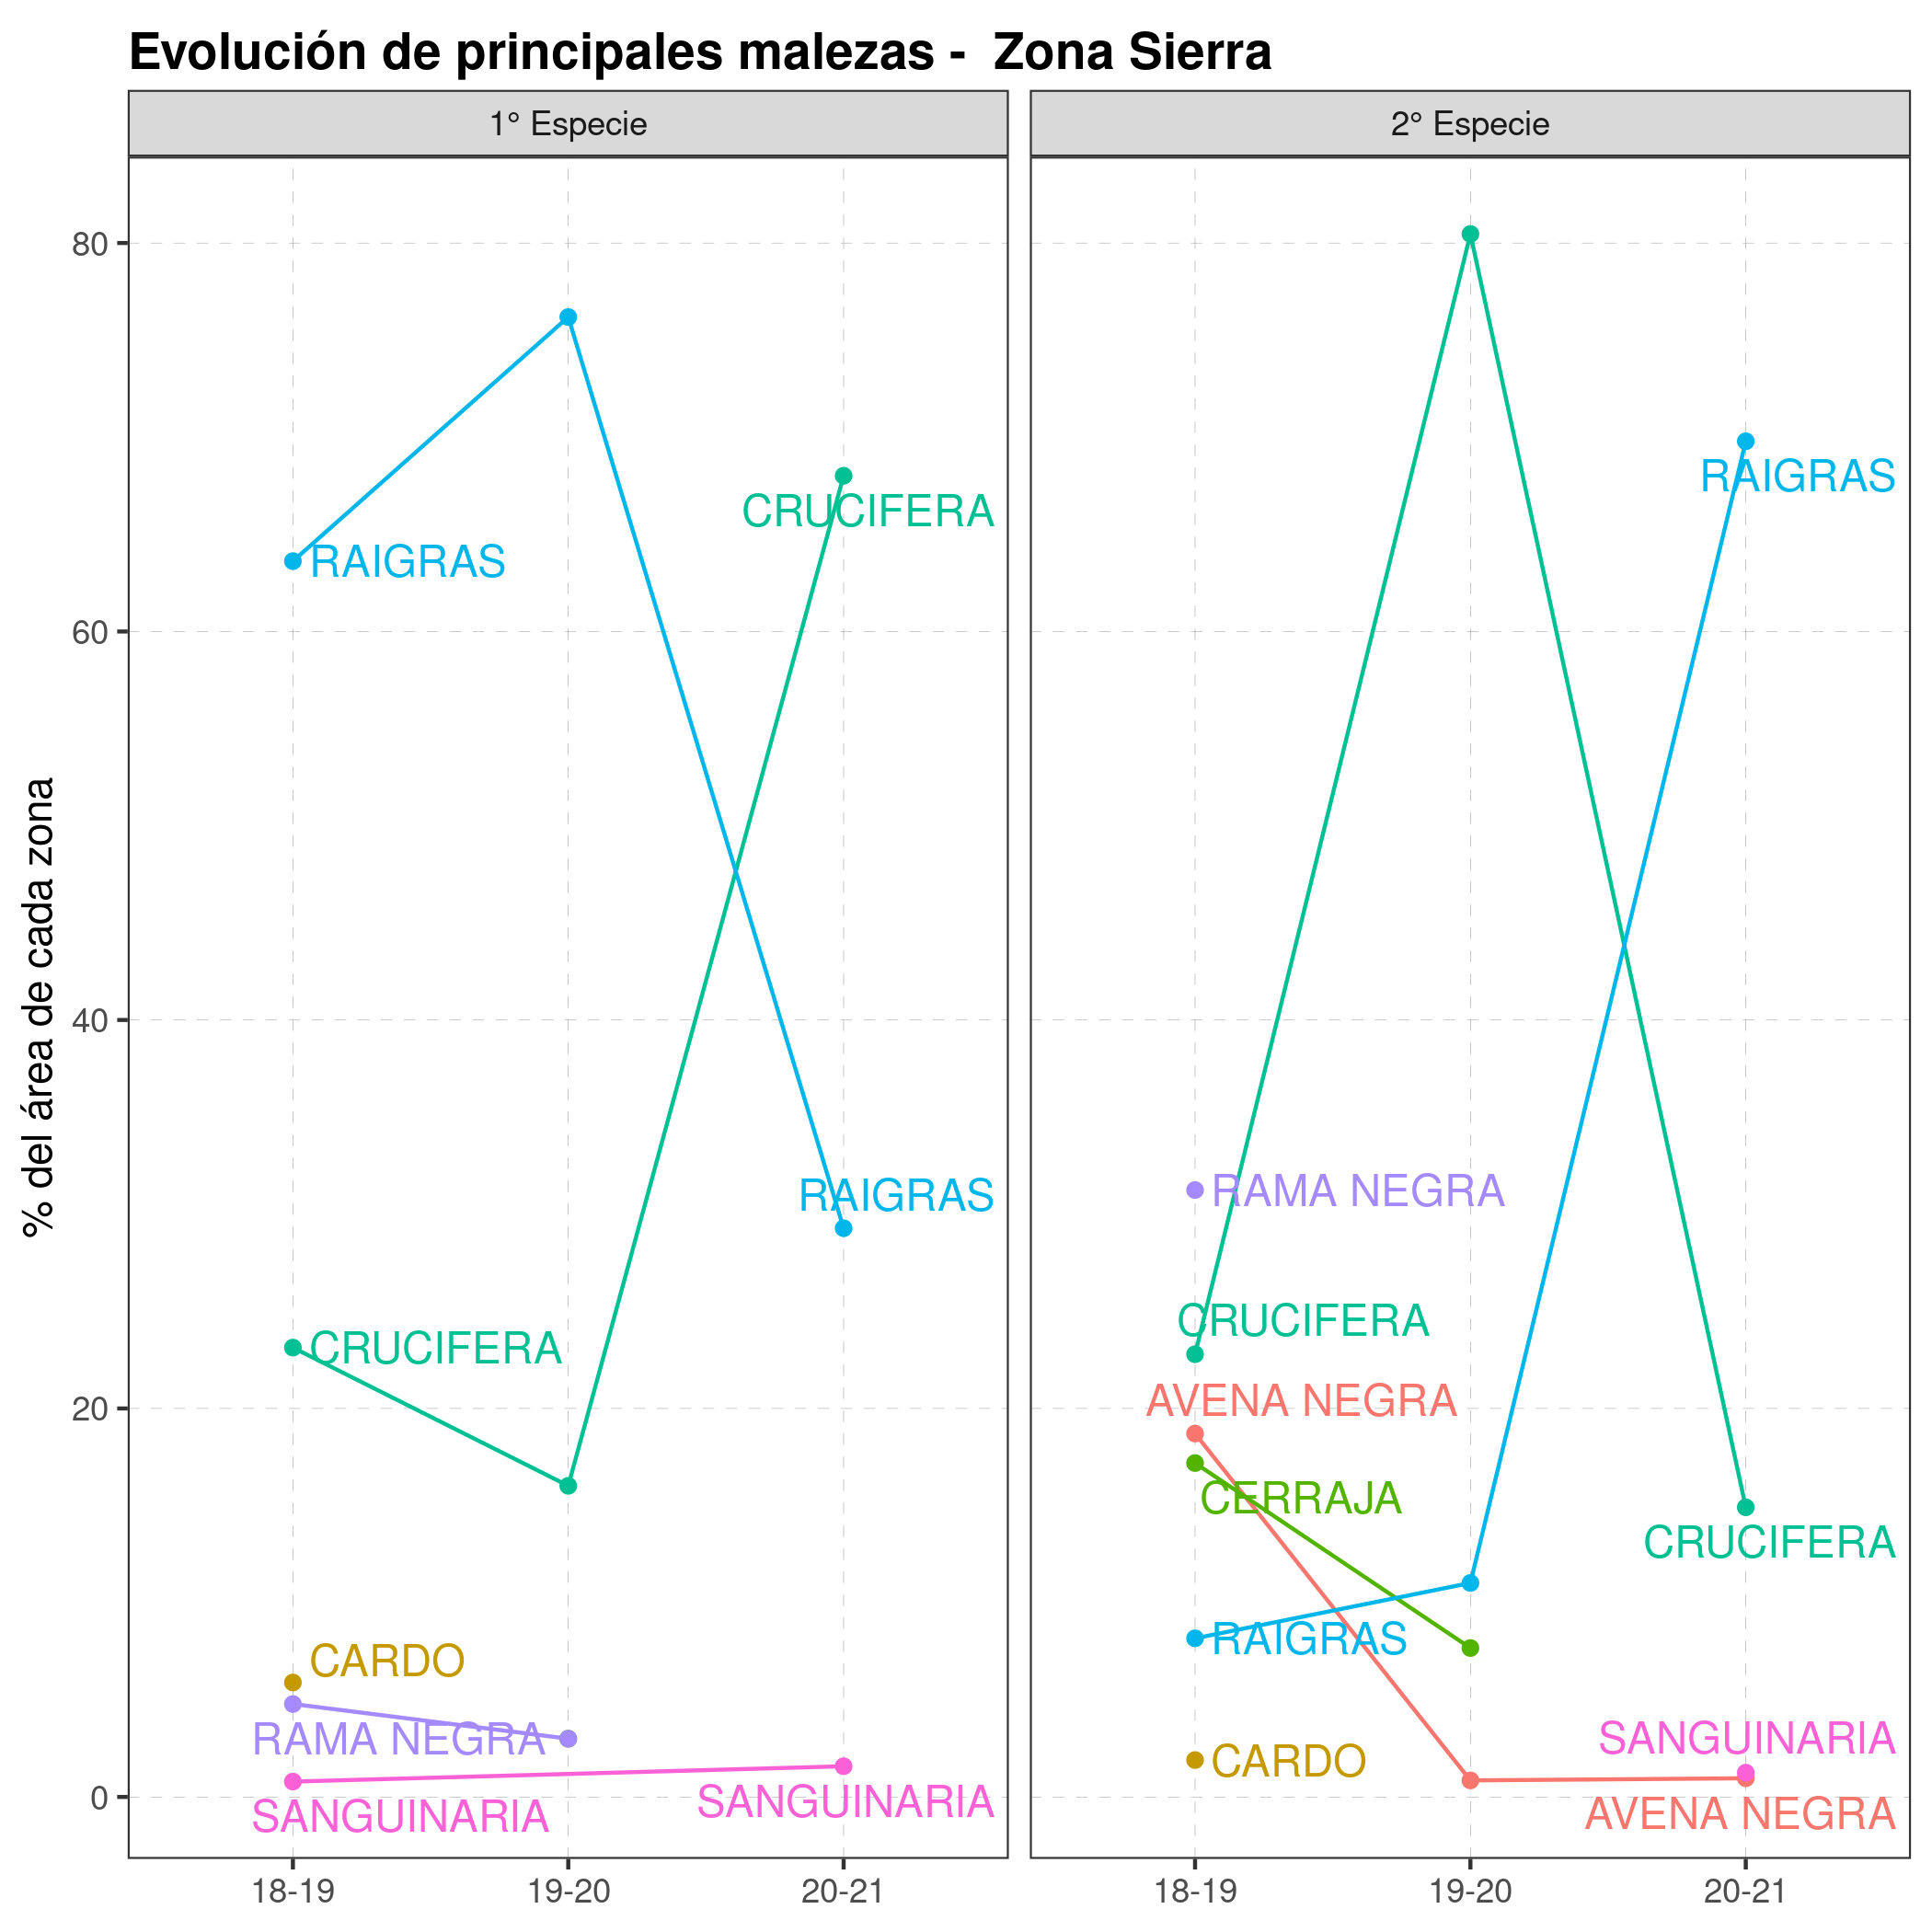 Evolución de principales malezas -  Zona Sierra
1° Especie
2° Especie
% del área de cada zona
80
60
40
20
0
RAIGRAS
CRUCIFERA
RAIGRAS
CRUCIFERA
CARDO
RAMA NEGRA
SANGUINARIA
SANGUINARIA
RAIGRAS
RAMA NEGRA
CRUCIFERA
AVENA NEGRA
CERRAJA
CRUCIFERA
RAIGRAS
CARDO
SANGUINARIA
AVENA NEGRA
18-19
19-20
20-21
18-19
19-20
20-21